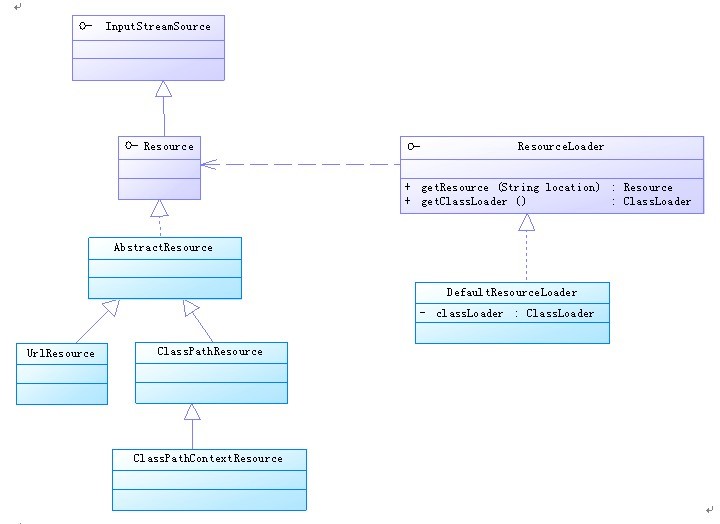 InputStreamSource
Resource
ResourceLoader
+ getResource (String location) : Resource
+ getClassLoader () : ClassLoader
AbstractResource
DefaultResourceLoader
- classLoader : ClassLoader
UrlResource
ClassPathResource
ClassPathContextResource